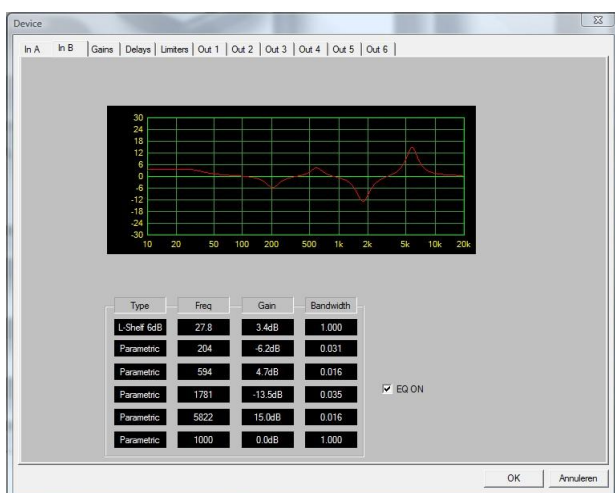 Device
In A In B Gains Delays Limiters Out 1 Out 2 Out 3 Out 4 Out 5 Out 6
30
24
18
12
6
0
-6
-12
-18
-24
-30
10 20 50 100 200 500 1k 2k 5k 10k 20k
Type Freq Gain Bandwidth
L-Shelf 6dB 27.8 3.4dB 1.000
Parametric 204 -6.2dB 0.031
Parametric 594 4.7dB 0.016
Parametric 1781 -13.5dB 0.035
EQ ON
Parametric 5822 15.0dB 0.016
Parametric 1000 0.0dB 1.000
OK Annuleren